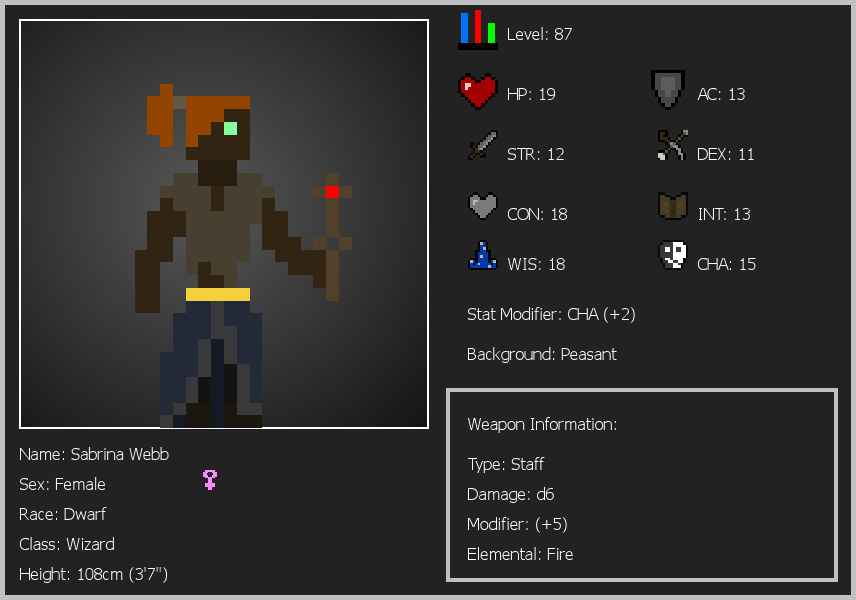 Level: 87
HP: 19
AC: 13
STR: 12
DEX: 11
CON: 18
INT: 13
WIS: 18
CHA: 15
Stat Modifier: CHA (+2)
Background: Peasant
Weapon Information:
Type: Staff
Damage: d6
Modifier: (+5)
Elemental: Fire
Name: Sabrina Webb
Sex: Female
Race: Dwarf
Class: Wizard
Height: 108cm (3'7")